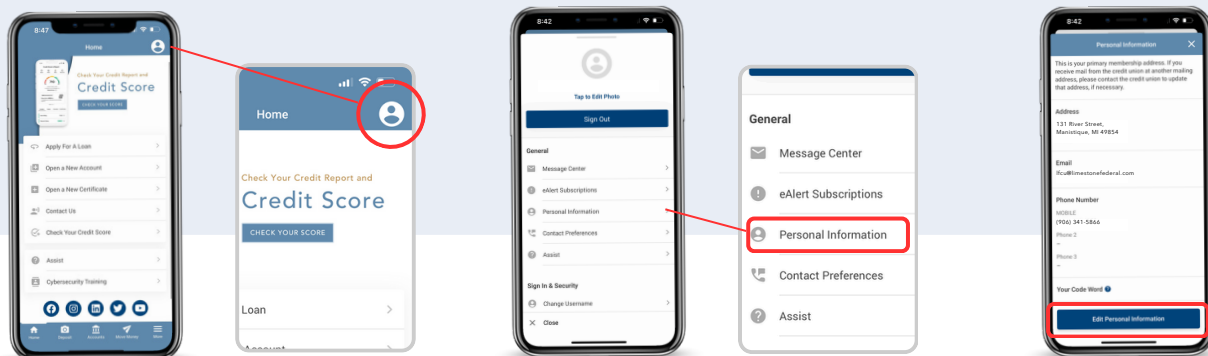 8:47
Home
Check Your Credit Report and
Credit Score
CHECK YOUR SCORE
Apply For A Loan
Open a New Account
Open a New Certificate
Contact Us
Check Your Credit Score
Assist
Cybersecurity Training
Home
Deposit
Accounts
Move Money
More
Home
Check Your Credit Report and
Credit Score
CHECK YOUR SCORE
Loan
8:42
Tap to Edit Photo
Sign Out
General
Message Center
eAlert Subscriptions
Personal Information
Contact Preferences
Assist
Sign In & Security
Change Username
Close
General
Message Center
eAlert Subscriptions
Personal Information
Contact Preferences
Assist
8:42
Personal Information
This is your primary membership address. If you
receive mail from the credit union at another mailing
address, please contact the credit union to update
that address, if necessary.
Address
131 River Street,
Manistique, MI 49854
Email
lfcu@limestonefederal.com
Phone Number
MOBILE
(906) 341-5866
Phone 2
–
Phone 3
–
Your Code Word
Edit Personal Information